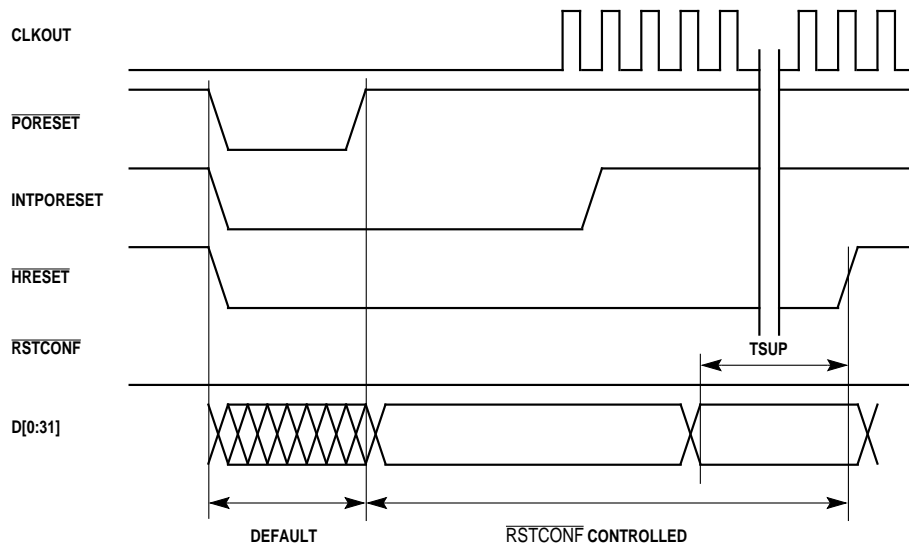 CLKOUT
PORESET
INTPORESET
HRESET
RSTCONF
TSUP
D[0:31]
DEFAULT
RSTCONF CONTROLLED